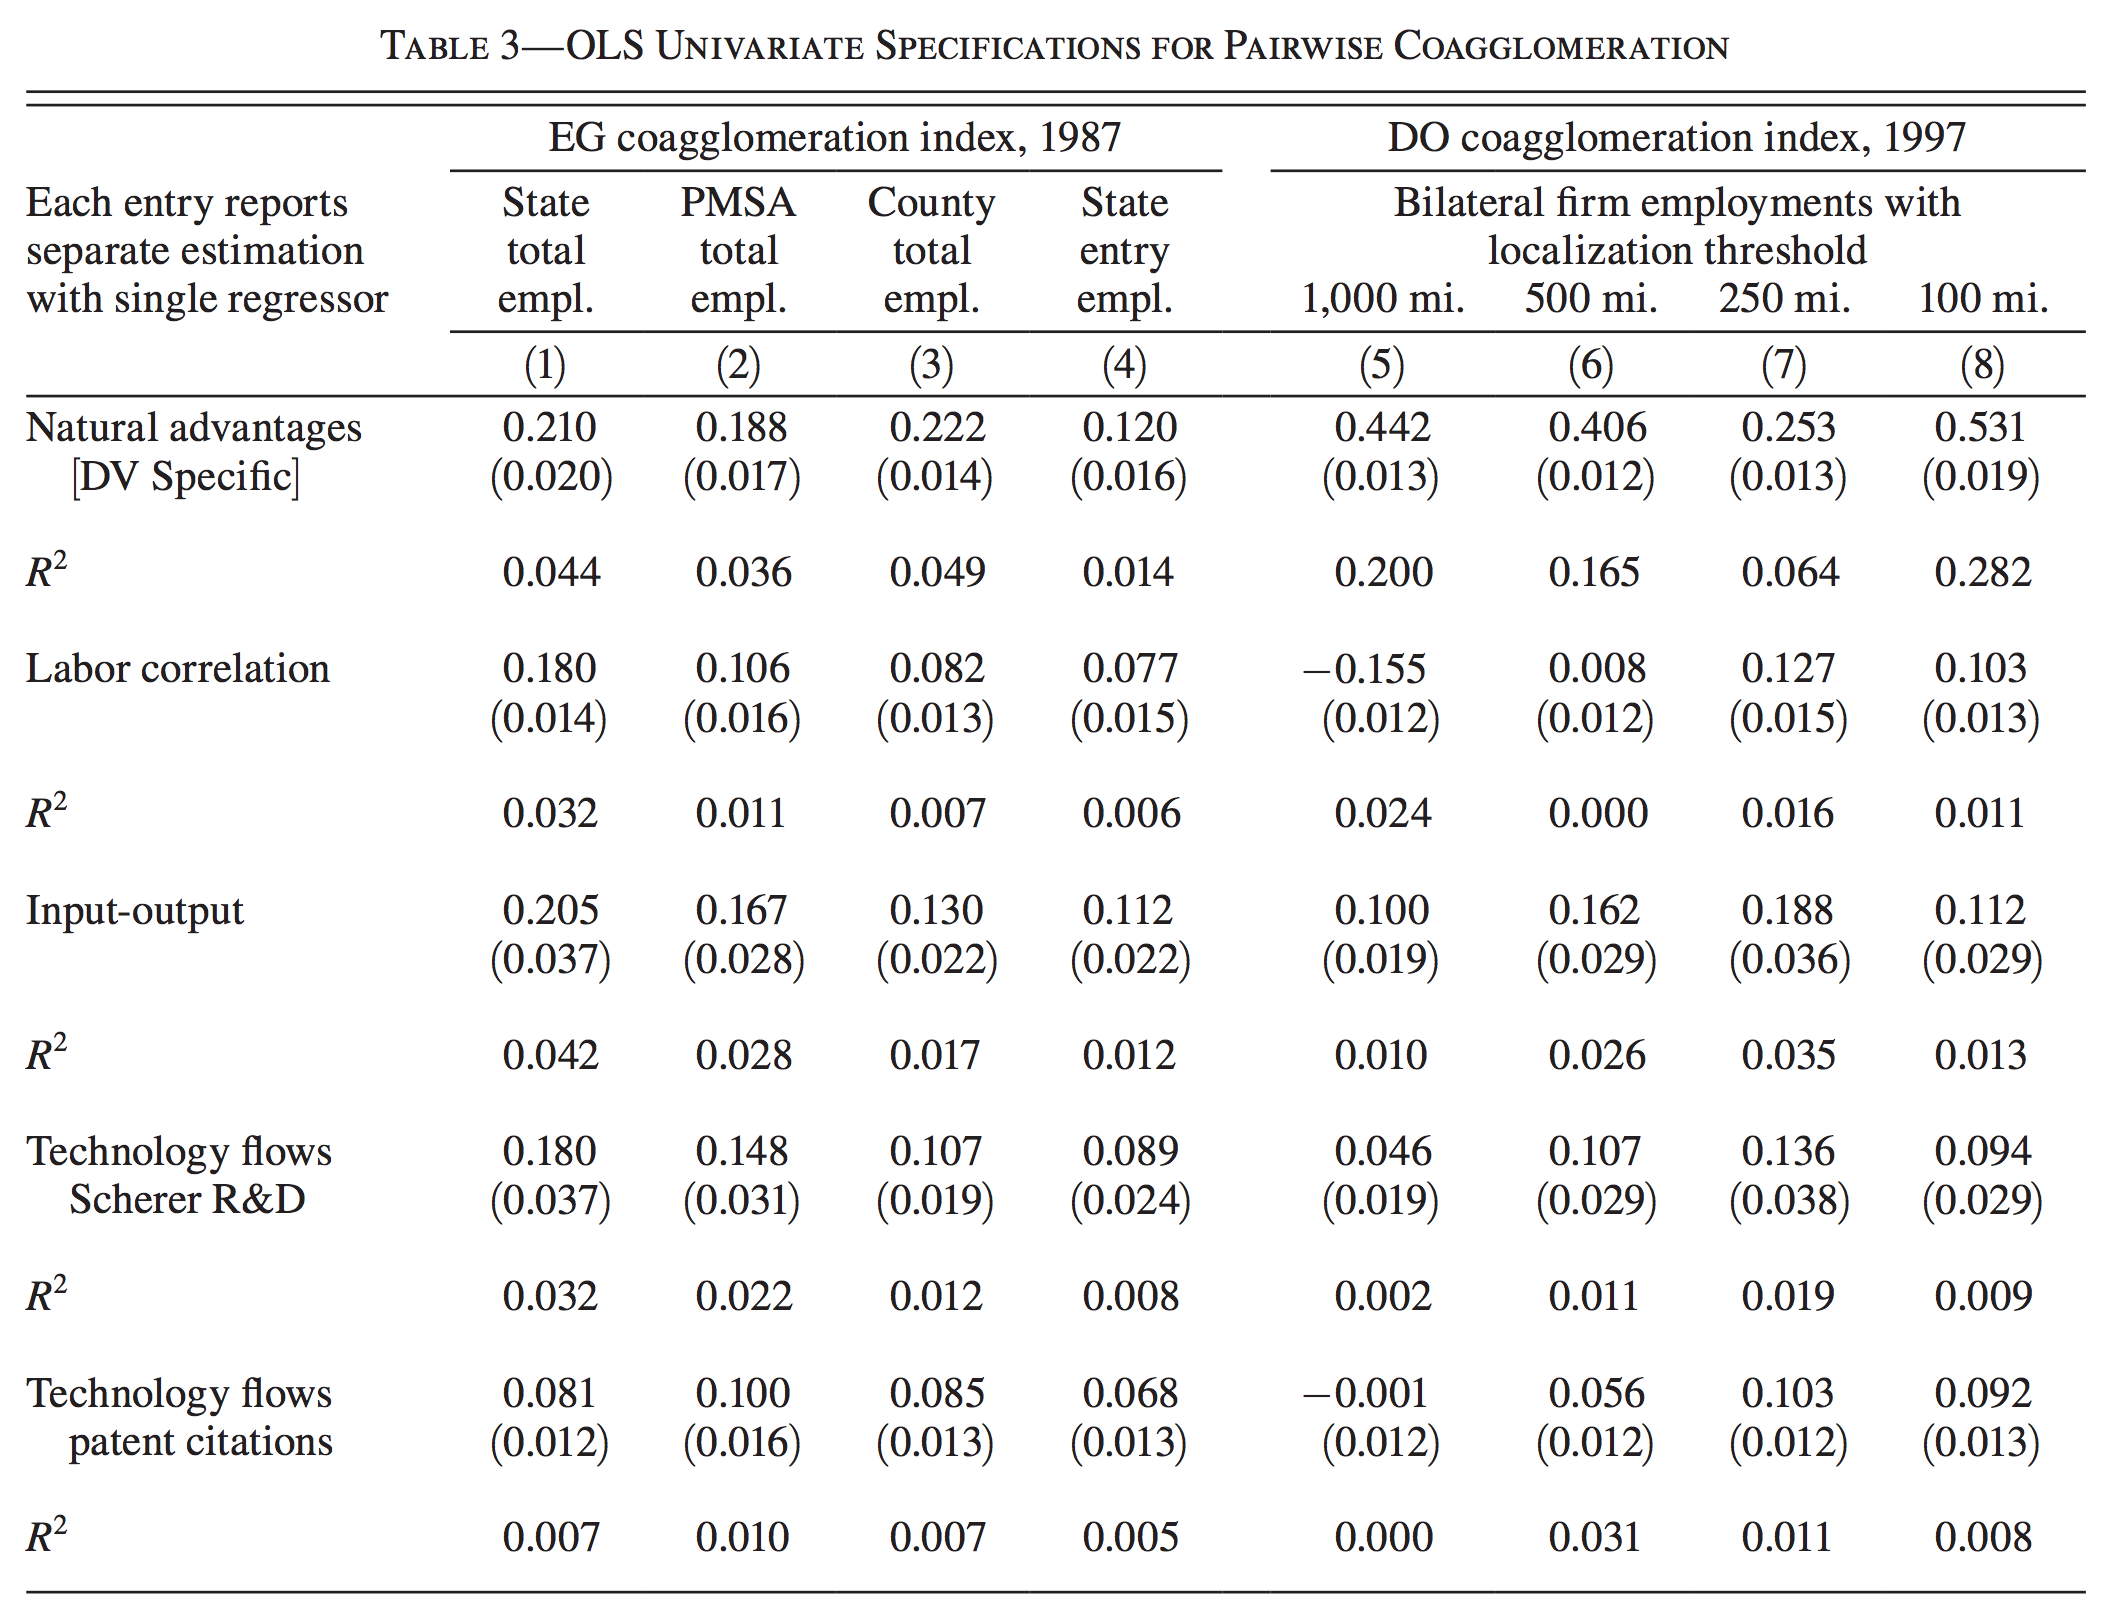 TABLE 3—OLS UNIVARIATE SPECIFICATIONS FOR PAIRWISE COAGGLOMERATION
EG coagglomeration index, 1987 DO coagglomeration index, 1997
Each entry reports State PMSA County State Bilateral firm employments with
separate estimation total total total entry localization threshold
with single regressor empl. empl. empl. empl. 1,000 mi. 500 mi. 250 mi. 100 mi.
(1) (2) (3) (4) (5) (6) (7) (8)
Natural advantages 0.210 0.188 0.222 0.120 0.442 0.406 0.253 0.531
[DV Specific] (0.020) (0.017) (0.014) (0.016) (0.013) (0.012) (0.013) (0.019)
R² 0.044 0.036 0.049 0.014 0.200 0.165 0.064 0.282
Labor correlation 0.180 0.106 0.082 0.077 −0.155 0.008 0.127 0.103
(0.014) (0.016) (0.013) (0.015) (0.012) (0.012) (0.015) (0.013)
R² 0.032 0.011 0.007 0.006 0.024 0.000 0.016 0.011
Input-output 0.205 0.167 0.130 0.112 0.100 0.162 0.188 0.112
(0.037) (0.028) (0.022) (0.022) (0.019) (0.029) (0.036) (0.029)
R² 0.042 0.028 0.017 0.012 0.010 0.026 0.035 0.013
Technology flows 0.180 0.148 0.107 0.089 0.046 0.107 0.136 0.094
Scherer R&D (0.037) (0.031) (0.019) (0.024) (0.019) (0.029) (0.038) (0.029)
R² 0.032 0.022 0.012 0.008 0.002 0.011 0.019 0.009
Technology flows 0.081 0.100 0.085 0.068 −0.001 0.056 0.103 0.092
patent citations (0.012) (0.016) (0.013) (0.013) (0.012) (0.012) (0.012) (0.013)
R² 0.007 0.010 0.007 0.005 0.000 0.031 0.011 0.008